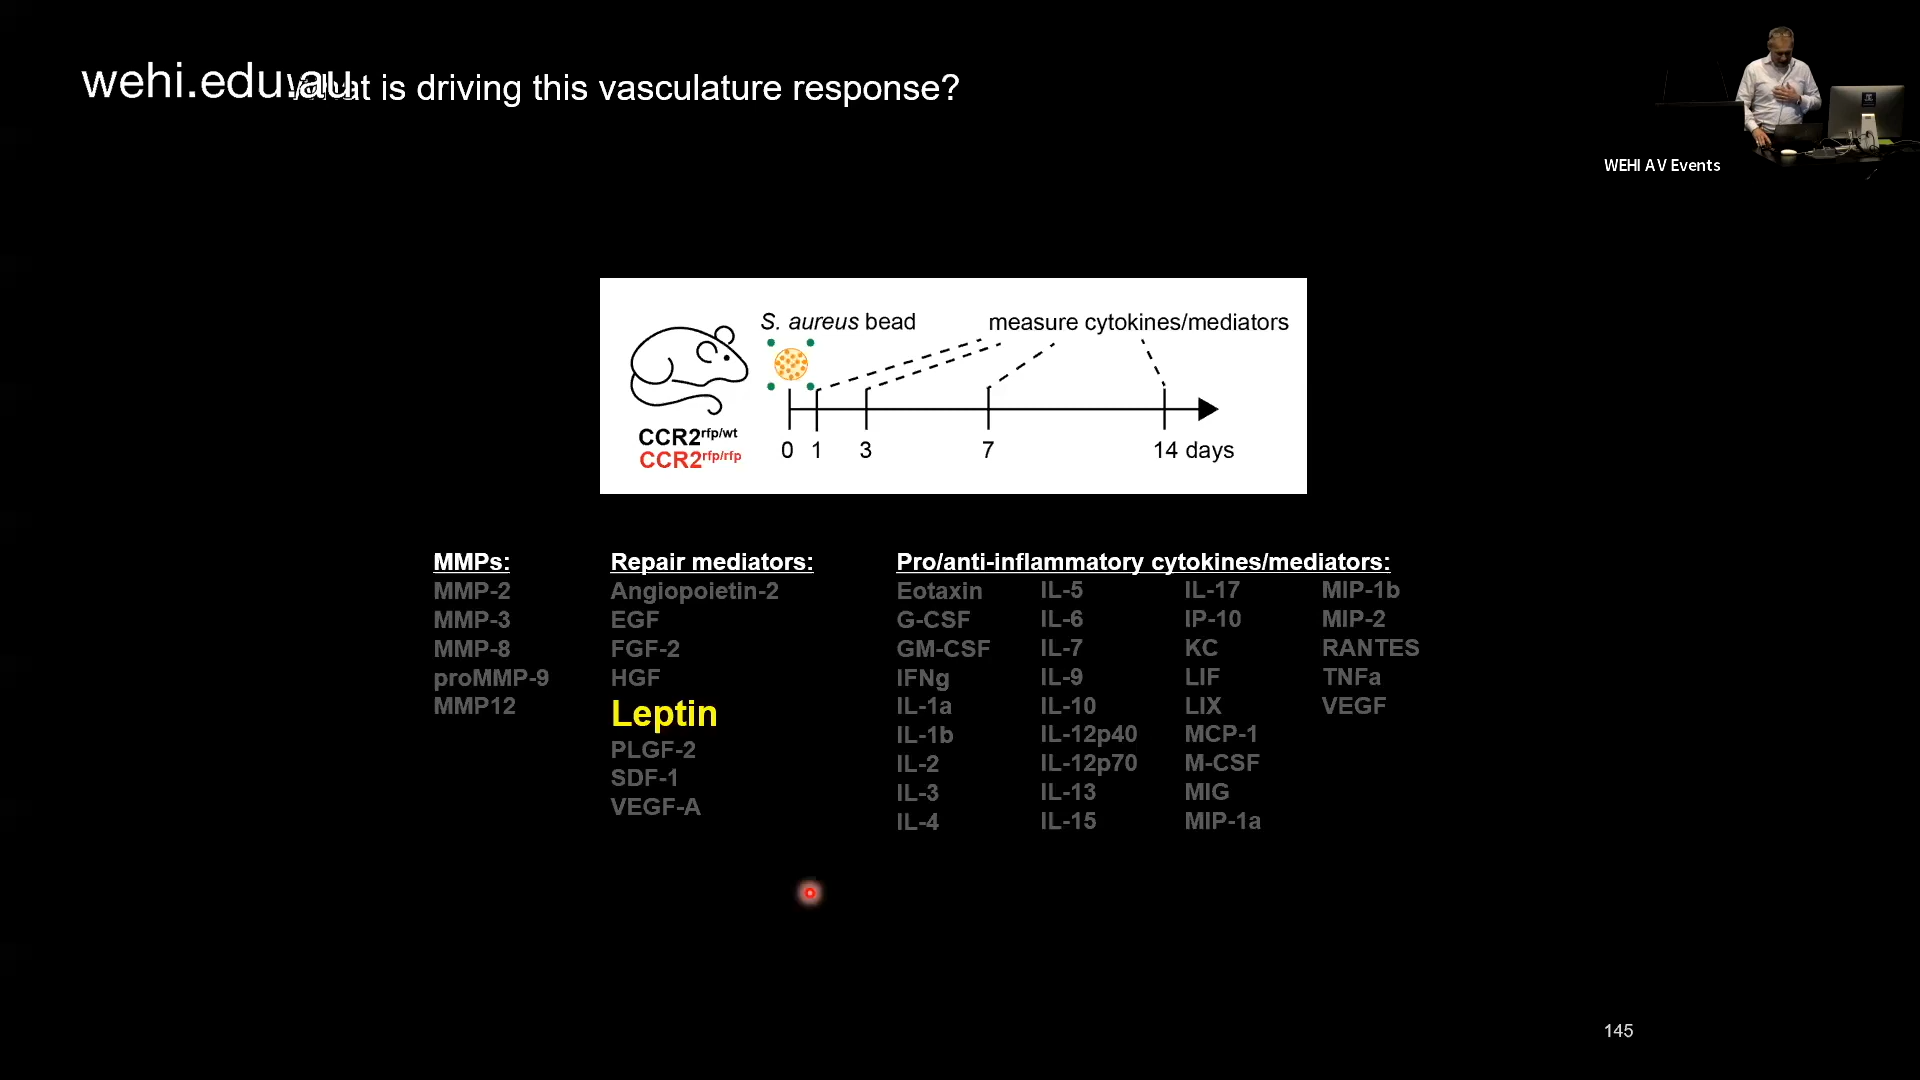 wehi.edu.au
What is driving this vasculature response?
WEHI AV Events
S. aureus bead
measure cytokines/mediators
CCR2rfp/wt
CCR2rfp/rfp
0 1 3 7 14 days
MMPs:
MMP-2
MMP-3
MMP-8
proMMP-9
MMP12
Repair mediators:
Angiopoietin-2
EGF
FGF-2
HGF
Leptin
PLGF-2
SDF-1
VEGF-A
Pro/anti-inflammatory cytokines/mediators:
Eotaxin
G-CSF
GM-CSF
IFNg
IL-1a
IL-1b
IL-2
IL-3
IL-4
IL-5
IL-6
IL-7
IL-9
IL-10
IL-12p40
IL-12p70
IL-13
IL-15
IL-17
IP-10
KC
LIF
LIX
MCP-1
M-CSF
MIG
MIP-1a
MIP-1b
MIP-2
RANTES
TNFa
VEGF
145